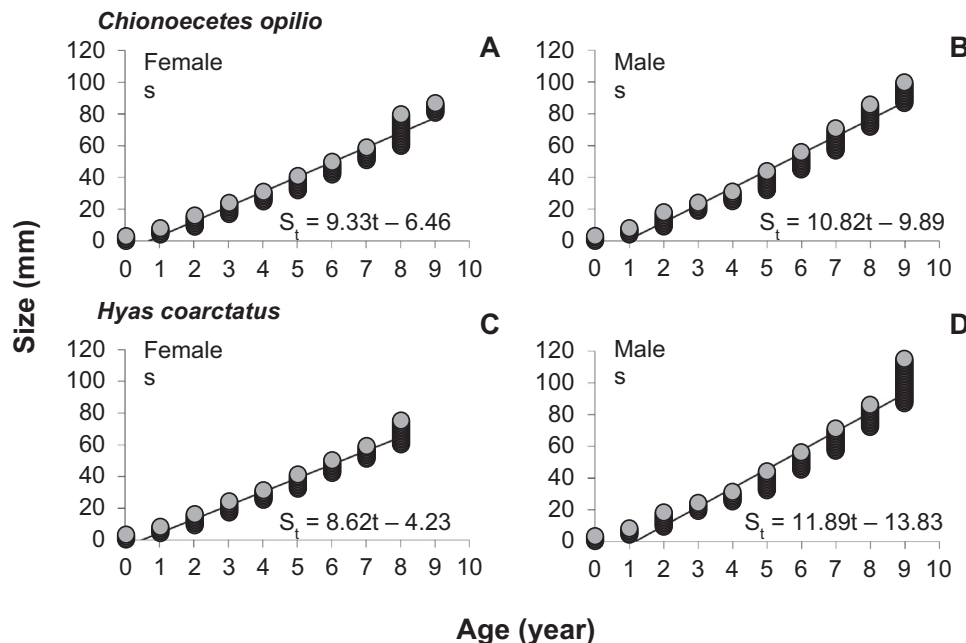 Chionoecetes opilio
A
Female
s
120
100
80
60
40
20
0
S_t = 9.33t – 6.46
0 1 2 3 4 5 6 7 8 9 10
B
Male
s
120
100
80
60
40
20
0
S_t = 10.82t – 9.89
0 1 2 3 4 5 6 7 8 9 10
Size (mm)
Hyas coarctatus
C
Female
s
120
100
80
60
40
20
0
S_t = 8.62t – 4.23
0 1 2 3 4 5 6 7 8 9 10
D
Male
s
120
100
80
60
40
20
0
S_t = 11.89t – 13.83
0 1 2 3 4 5 6 7 8 9 10
Age (year)